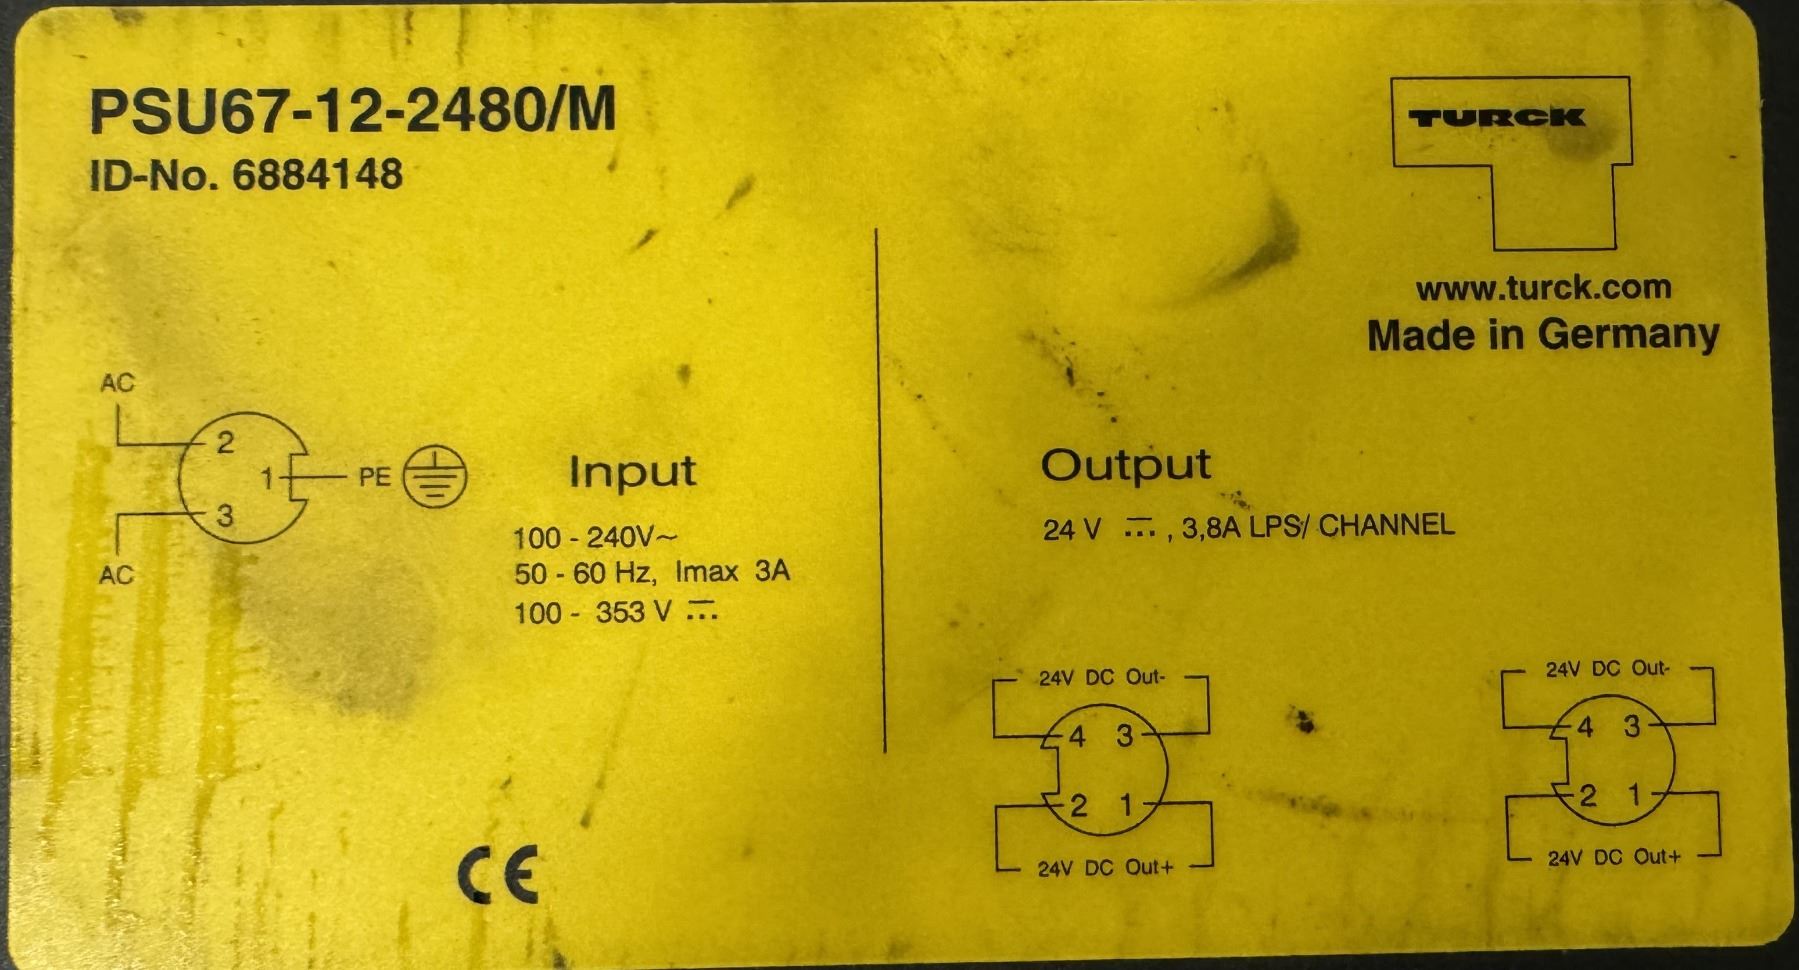 PSU67-12-2480/M
ID-No. 6884148
TURCK
www.turck.com
Made in Germany
AC
2
1
PE
3
AC
Input
100 - 240V~
50 - 60 Hz, Imax 3A
100 - 353 V ⎓
Output
24 V ⎓ , 3,8A LPS/ CHANNEL
24V DC Out-
4 3
2 1
24V DC Out+
24V DC Out-
4 3
2 1
24V DC Out+
CE